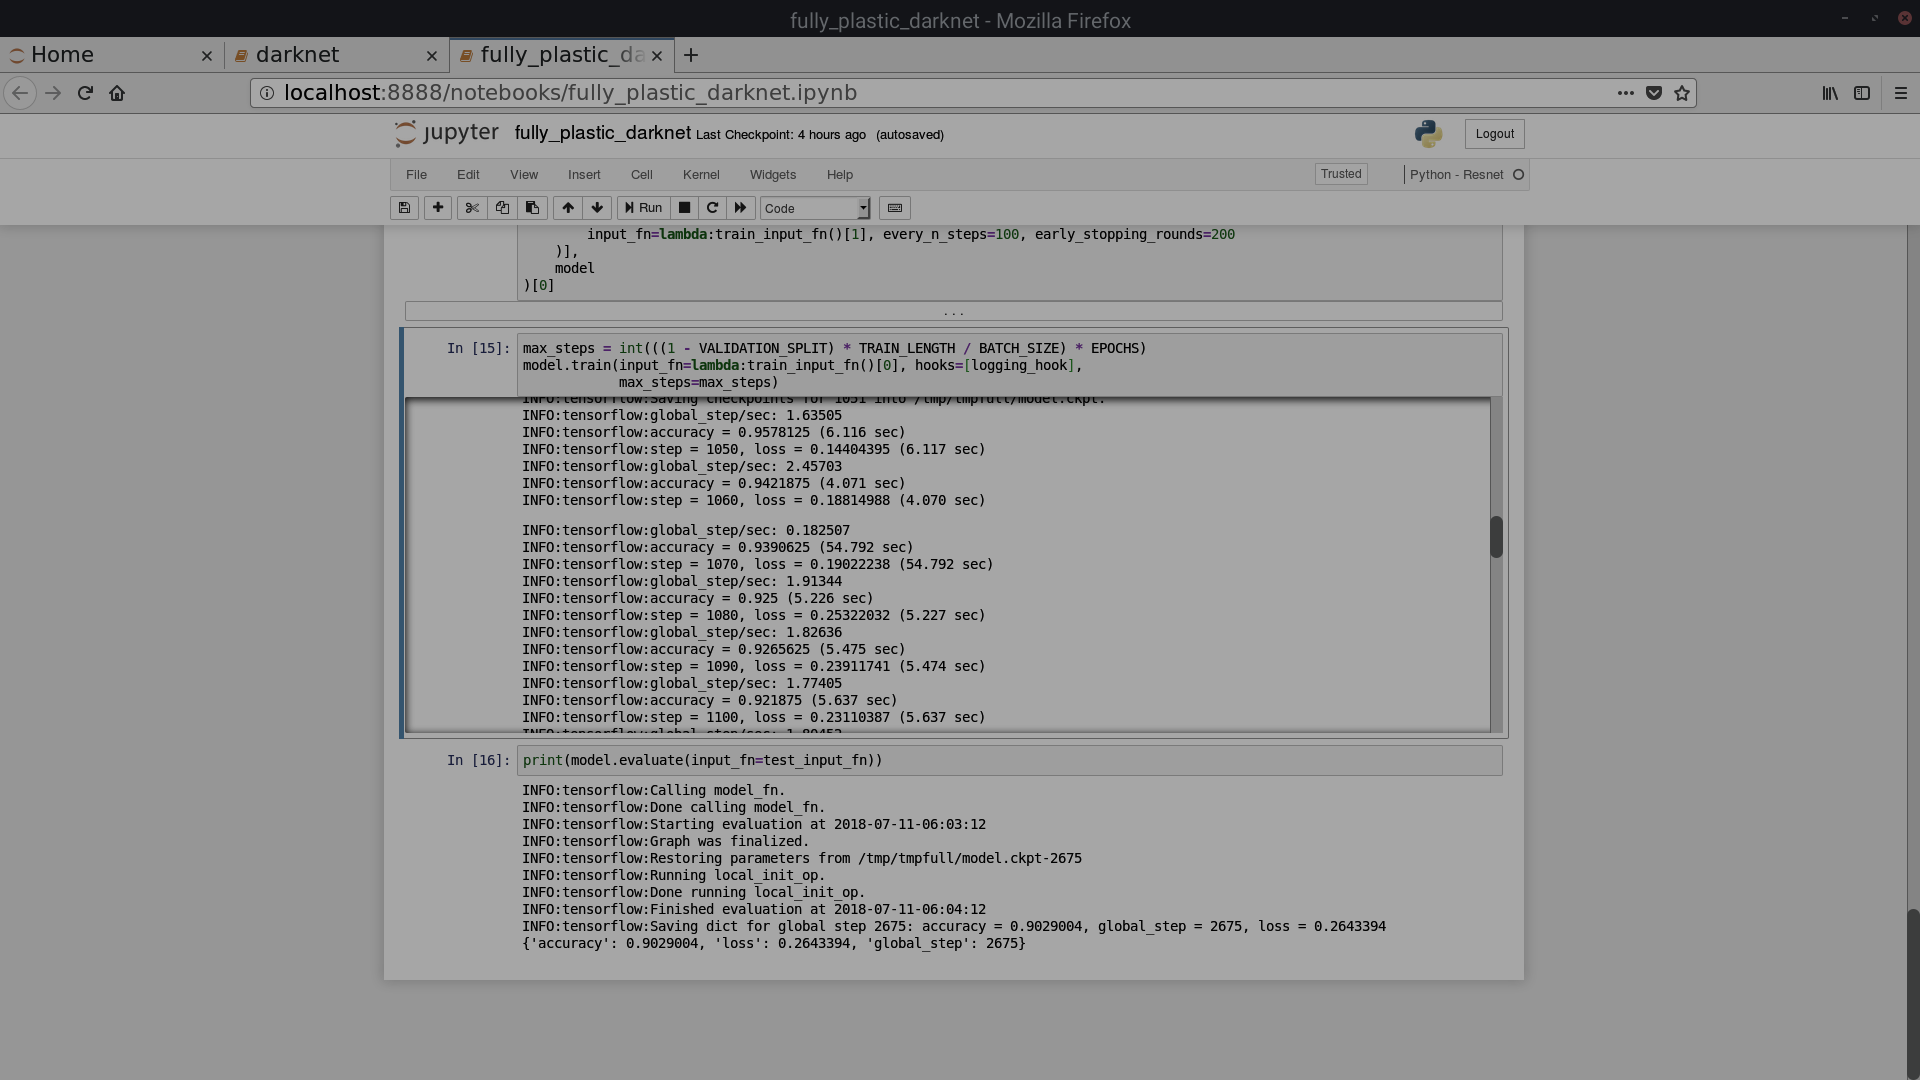 fully_plastic_darknet - Mozilla Firefox
Home
darknet
fully_plastic_da
localhost:8888/notebooks/fully_plastic_darknet.ipynb
jupyter fully_plastic_darknet Last Checkpoint: 4 hours ago (autosaved)
Logout
File Edit View Insert Cell Kernel Widgets Help
Trusted
Python - Resnet
Run
Code
input_fn=lambda:train_input_fn()[1], every_n_steps=100, early_stopping_rounds=200
)],
model
)[0]
...
In [15]: max_steps = int(((1 - VALIDATION_SPLIT) * TRAIN_LENGTH / BATCH_SIZE) * EPOCHS)
model.train(input_fn=lambda:train_input_fn()[0], hooks=[logging_hook],
max_steps=max_steps)
INFO:tensorflow:Saving checkpoints for 1051 into /tmp/tmpfull/model.ckpt.
INFO:tensorflow:global_step/sec: 1.63505
INFO:tensorflow:accuracy = 0.9578125 (6.116 sec)
INFO:tensorflow:step = 1050, loss = 0.14404395 (6.117 sec)
INFO:tensorflow:global_step/sec: 2.45703
INFO:tensorflow:accuracy = 0.9421875 (4.071 sec)
INFO:tensorflow:step = 1060, loss = 0.18814988 (4.070 sec)
INFO:tensorflow:global_step/sec: 0.182507
INFO:tensorflow:accuracy = 0.9390625 (54.792 sec)
INFO:tensorflow:step = 1070, loss = 0.19022238 (54.792 sec)
INFO:tensorflow:global_step/sec: 1.91344
INFO:tensorflow:accuracy = 0.925 (5.226 sec)
INFO:tensorflow:step = 1080, loss = 0.25322032 (5.227 sec)
INFO:tensorflow:global_step/sec: 1.82636
INFO:tensorflow:accuracy = 0.9265625 (5.475 sec)
INFO:tensorflow:step = 1090, loss = 0.23911741 (5.474 sec)
INFO:tensorflow:global_step/sec: 1.77405
INFO:tensorflow:accuracy = 0.921875 (5.637 sec)
INFO:tensorflow:step = 1100, loss = 0.23110387 (5.637 sec)
INFO:tensorflow:global_step/sec:
In [16]: print(model.evaluate(input_fn=test_input_fn))
INFO:tensorflow:Calling model_fn.
INFO:tensorflow:Done calling model_fn.
INFO:tensorflow:Starting evaluation at 2018-07-11-06:03:12
INFO:tensorflow:Graph was finalized.
INFO:tensorflow:Restoring parameters from /tmp/tmpfull/model.ckpt-2675
INFO:tensorflow:Running local_init_op.
INFO:tensorflow:Done running local_init_op.
INFO:tensorflow:Finished evaluation at 2018-07-11-06:04:12
INFO:tensorflow:Saving dict for global step 2675: accuracy = 0.9029004, global_step = 2675, loss = 0.2643394
{'accuracy': 0.9029004, 'loss': 0.2643394, 'global_step': 2675}